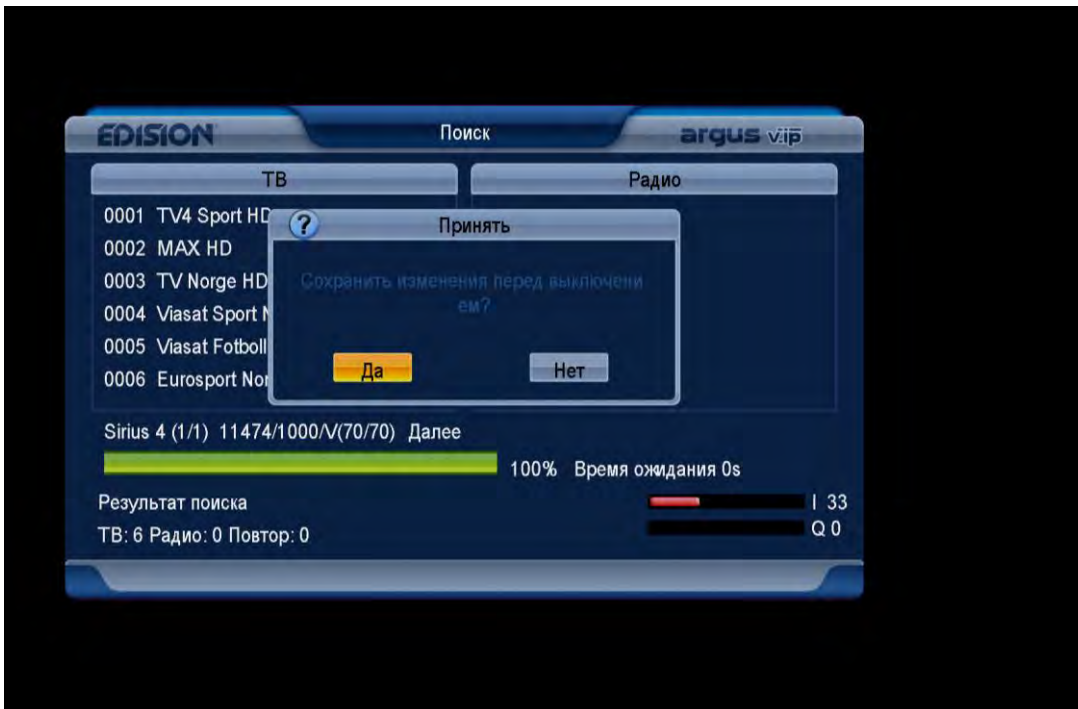 EDISION Поиск argus v.ip
ТВ Радио
0001 TV4 Sport HD
0002 MAX HD
0003 TV Norge HD
0004 Viasat Sport N
0005 Viasat Fotboll
0006 Eurosport Nor
Принять
Сохранить изменения перед выключени
ем?
Да Нет
Sirius 4 (1/1) 11474/1000/V(70/70) Далее
100% Время ожидания 0s
Результат поиска
I 33
ТВ: 6 Радио: 0 Повтор: 0
Q 0